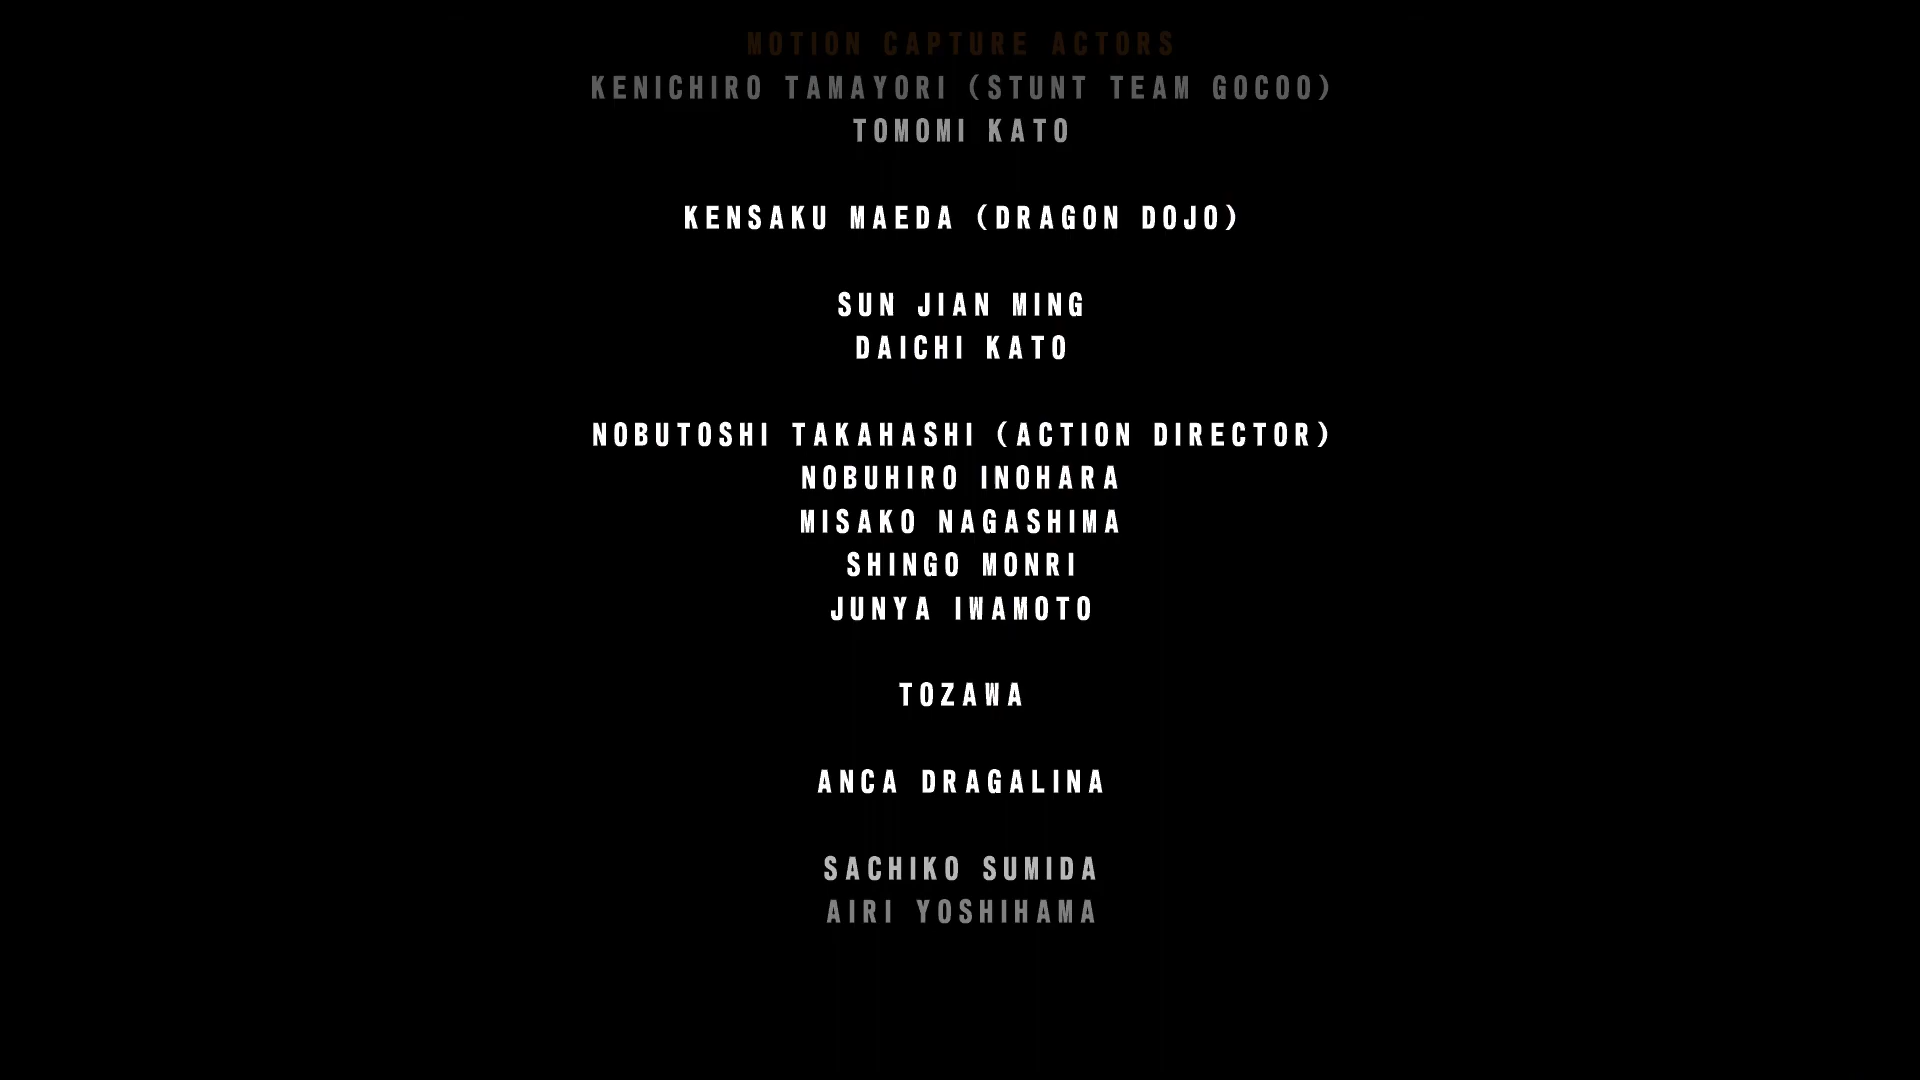 MOTION CAPTURE ACTORS
KENICHIRO TAMAYORI (STUNT TEAM GOCOO)
TOMOMI KATO
KENSAKU MAEDA (DRAGON DOJO)
SUN JIAN MING
DAICHI KATO
NOBUTOSHI TAKAHASHI (ACTION DIRECTOR)
NOBUHIRO INOHARA
MISAKO NAGASHIMA
SHINGO MONRI
JUNYA IWAMOTO
TOZAWA
ANCA DRAGALINA
SACHIKO SUMIDA
AIRI YOSHIHAMA